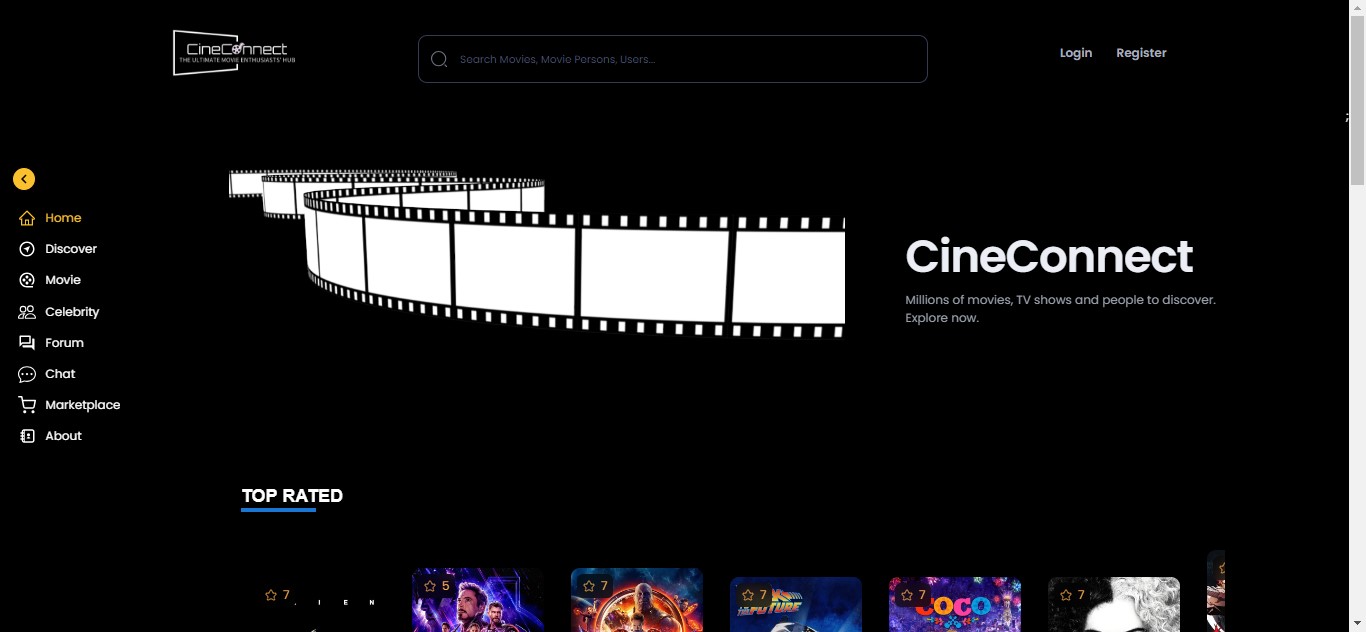 CineConnect
THE ULTIMATE MOVIE ENTHUSIASTS' HUB
Search Movies, Movie Persons, Users...
Login
Register
;
Home
Discover
Movie
Celebrity
Forum
Chat
Marketplace
About
CineConnect
Millions of movies, TV shows and people to discover.
Explore now.
TOP RATED
7
I E N
5
7
7
FUTURE
7
COCO
7